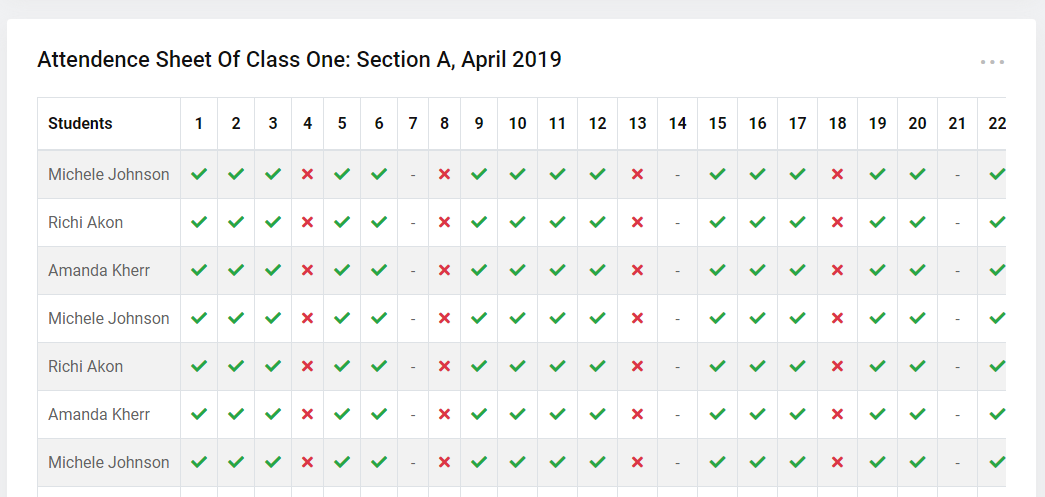 Attendence Sheet Of Class One: Section A, April 2019
Students 1 2 3 4 5 6 7 8 9 10 11 12 13 14 15 16 17 18 19 20 21 22
Michele Johnson ✓ ✓ ✓ ✗ ✓ ✓ - ✗ ✓ ✓ ✓ ✓ ✗ - ✓ ✓ ✓ ✗ ✓ ✓ - ✓
Richi Akon ✓ ✓ ✓ ✗ ✓ ✓ - ✗ ✓ ✓ ✓ ✓ ✗ - ✓ ✓ ✓ ✗ ✓ ✓ - ✓
Amanda Kherr ✓ ✓ ✓ ✗ ✓ ✓ - ✗ ✓ ✓ ✓ ✓ ✗ - ✓ ✓ ✓ ✗ ✓ ✓ - ✓
Michele Johnson ✓ ✓ ✓ ✗ ✓ ✓ - ✗ ✓ ✓ ✓ ✓ ✗ - ✓ ✓ ✓ ✗ ✓ ✓ - ✓
Richi Akon ✓ ✓ ✓ ✗ ✓ ✓ - ✗ ✓ ✓ ✓ ✓ ✗ - ✓ ✓ ✓ ✗ ✓ ✓ - ✓
Amanda Kherr ✓ ✓ ✓ ✗ ✓ ✓ - ✗ ✓ ✓ ✓ ✓ ✗ - ✓ ✓ ✓ ✗ ✓ ✓ - ✓
Michele Johnson ✓ ✓ ✓ ✗ ✓ ✓ - ✗ ✓ ✓ ✓ ✓ ✗ - ✓ ✓ ✓ ✗ ✓ ✓ - ✓